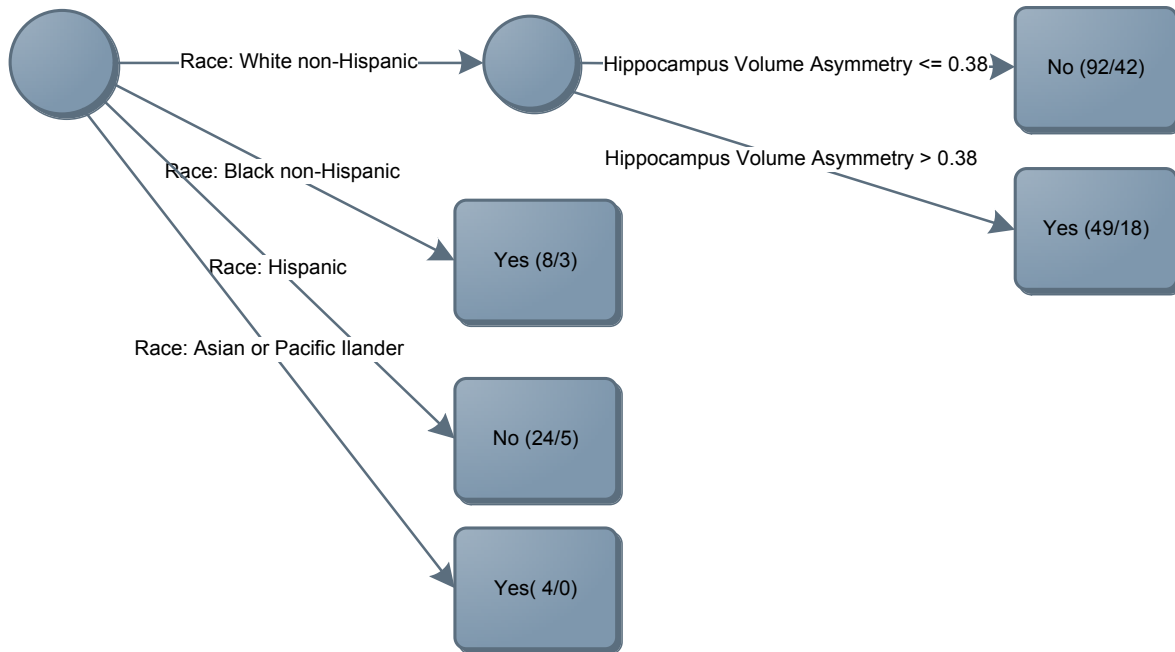 Race: White non-Hispanic
Hippocampus Volume Asymmetry <= 0.38
No (92/42)
Hippocampus Volume Asymmetry > 0.38
Yes (49/18)
Race: Black non-Hispanic
Yes (8/3)
Race: Hispanic
Race: Asian or Pacific Ilander
No (24/5)
Yes( 4/0)